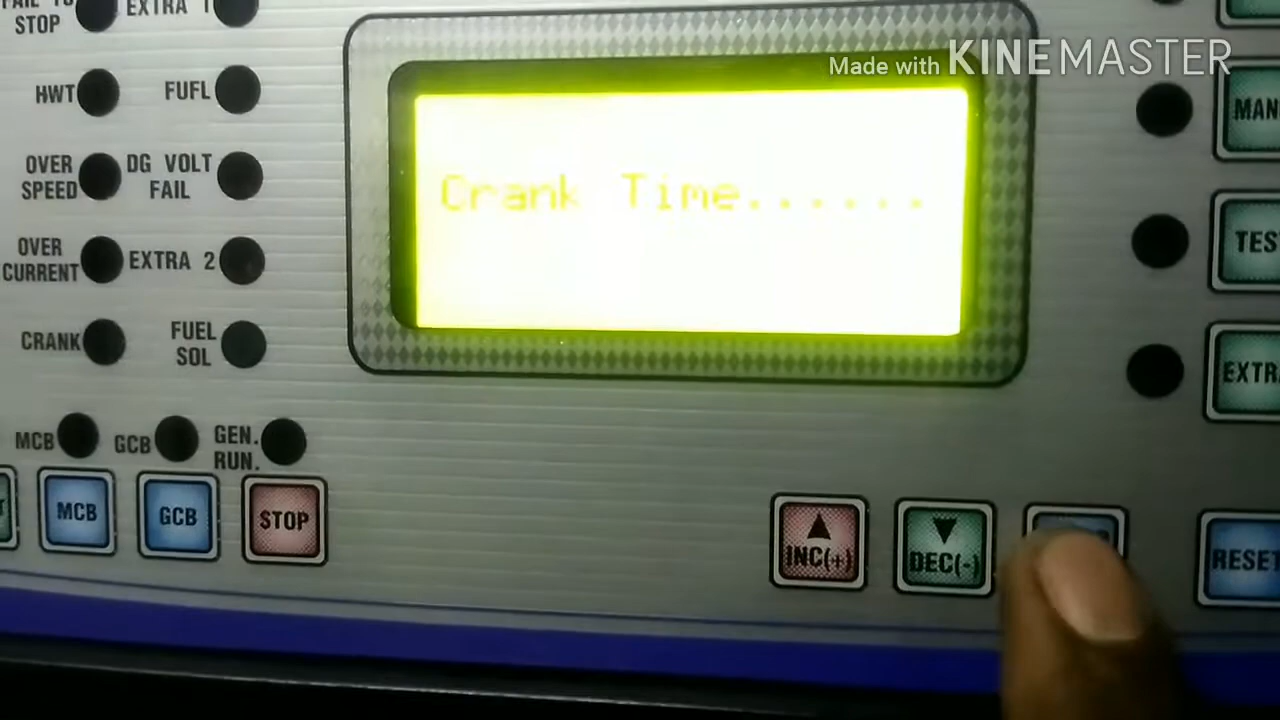 STOP
EXTRA 1
HWT
FUFL
OVER
SPEED
DG VOLT
FAIL
OVER
CURRENT
EXTRA 2
CRANK
FUEL
SOL
MCB
GCB
GEN.
RUN.
MCB
GCB
STOP
Made with KINEMASTER
Crank Time......
INC(+)
DEC(-)
RESET